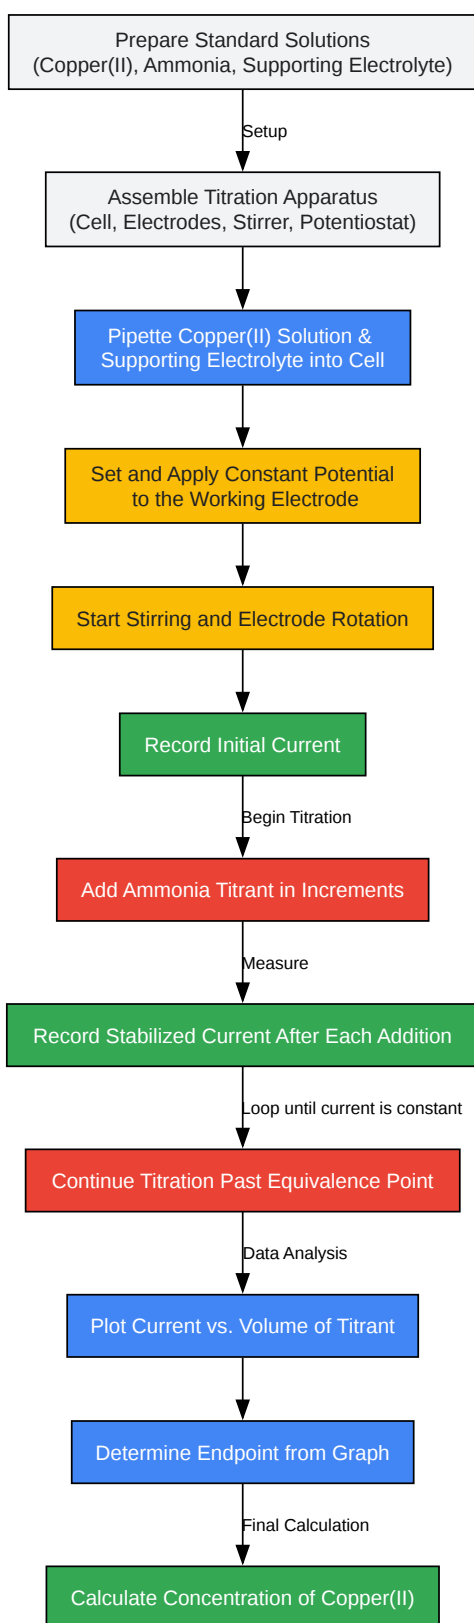 Prepare Standard Solutions
(Copper(II), Ammonia, Supporting Electrolyte)
Setup
Assemble Titration Apparatus
(Cell, Electrodes, Stirrer, Potentiostat)
Pipette Copper(II) Solution &
Supporting Electrolyte into Cell
Set and Apply Constant Potential
to the Working Electrode
Start Stirring and Electrode Rotation
Record Initial Current
Begin Titration
Add Ammonia Titrant in Increments
Measure
Record Stabilized Current After Each Addition
Loop until current is constant
Continue Titration Past Equivalence Point
Data Analysis
Plot Current vs. Volume of Titrant
Determine Endpoint from Graph
Final Calculation
Calculate Concentration of Copper(II)